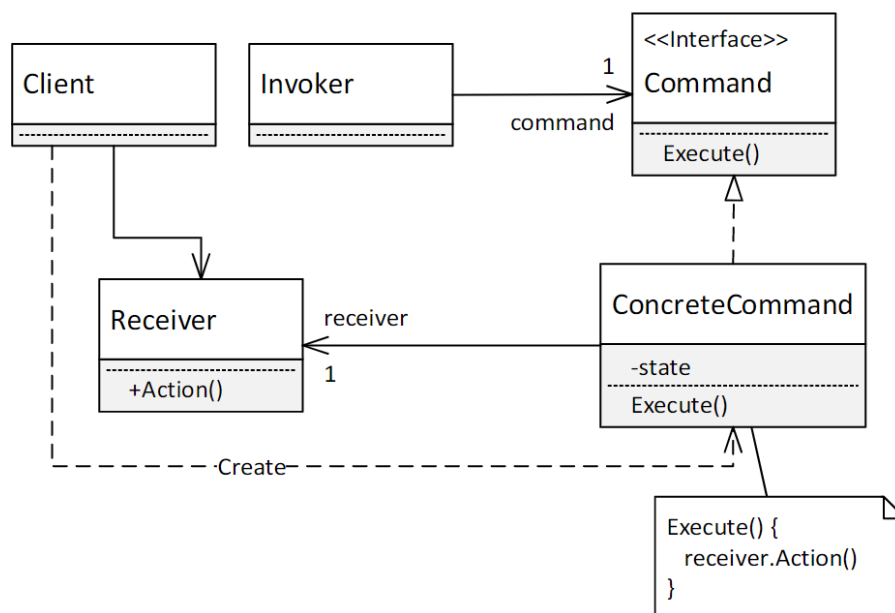 <<Interface>>
Command
Execute()
Client
Invoker
1
command
Receiver
+Action()
receiver
1
ConcreteCommand
-state
Execute()
Create
Execute() {
receiver.Action()
}